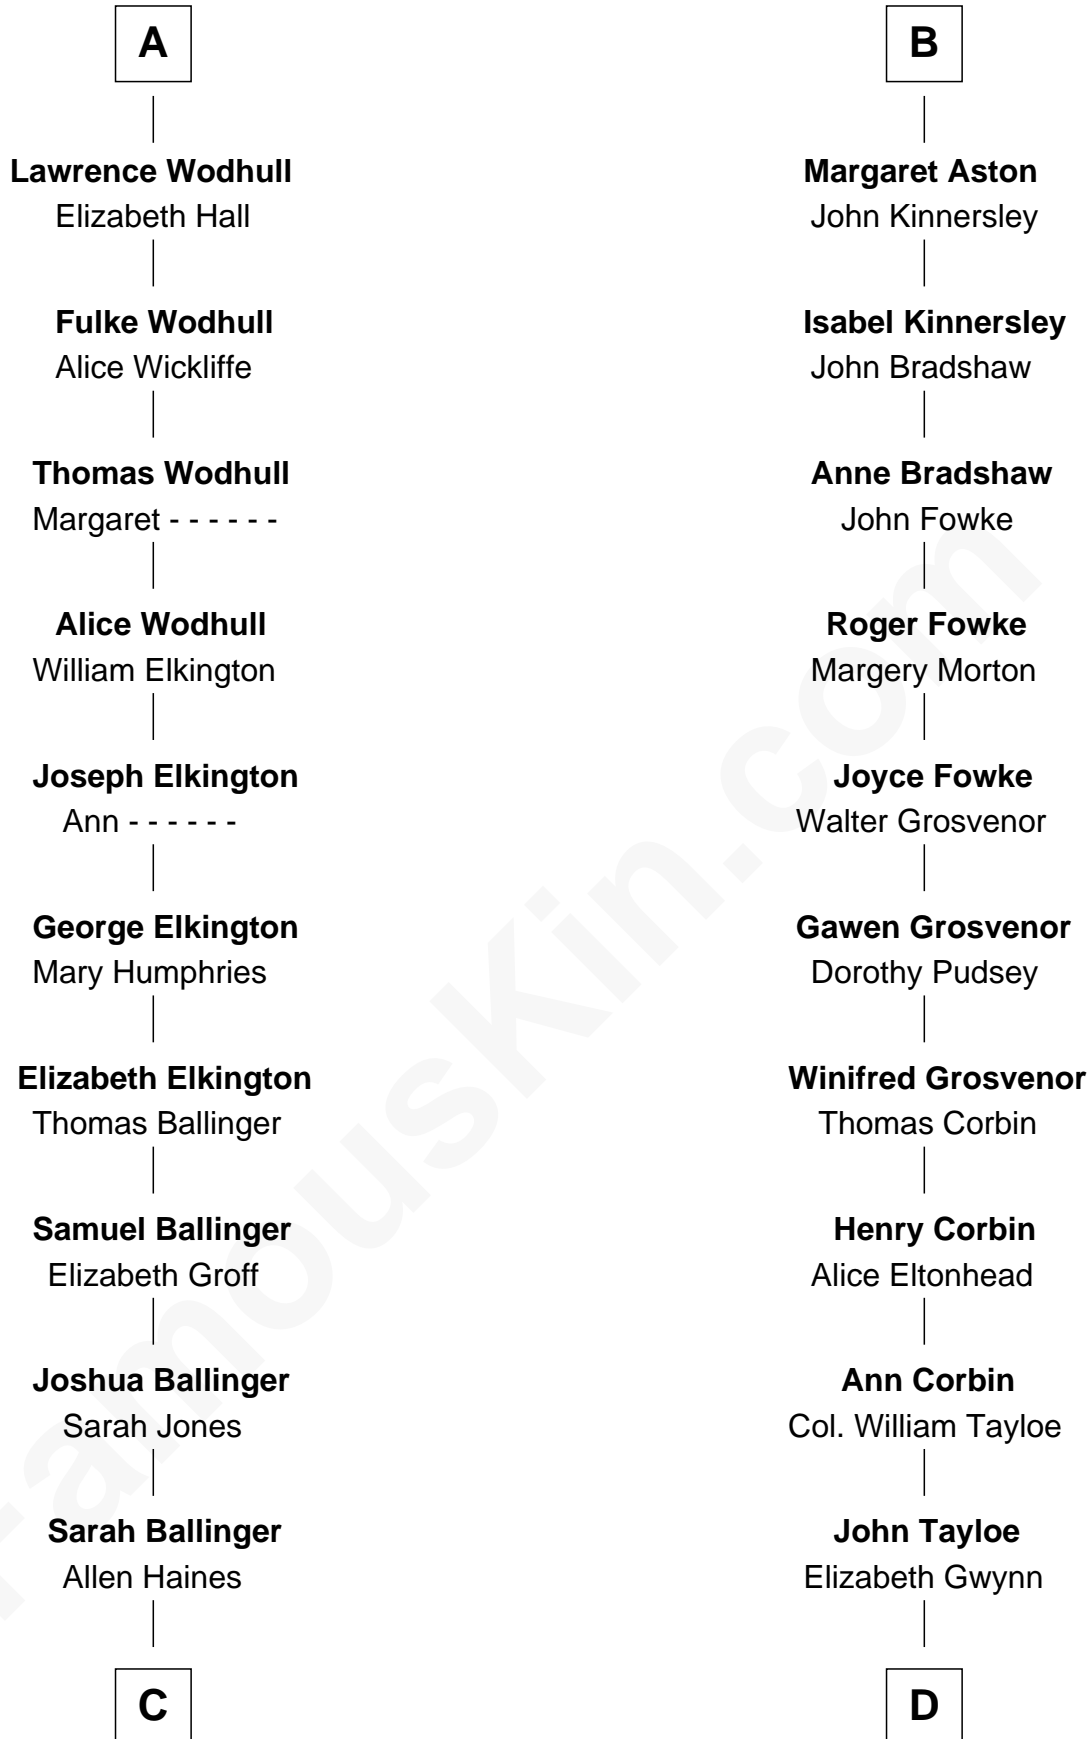 A
Lawrence Wodhull
Elizabeth Hall
Fulke Wodhull
Alice Wickliffe
Thomas Wodhull
Margaret - - - - - -
Alice Wodhull
William Elkington
Joseph Elkington
Ann - - - - - -
George Elkington
Mary Humphries
Elizabeth Elkington
Thomas Ballinger
Samuel Ballinger
Elizabeth Groff
Joshua Ballinger
Sarah Jones
Sarah Ballinger
Allen Haines
C
B
Margaret Aston
John Kinnersley
Isabel Kinnersley
John Bradshaw
Anne Bradshaw
John Fowke
Roger Fowke
Margery Morton
Joyce Fowke
Walter Grosvenor
Gawen Grosvenor
Dorothy Pudsey
Winifred Grosvenor
Thomas Corbin
Henry Corbin
Alice Eltonhead
Ann Corbin
Col. William Tayloe
John Tayloe
Elizabeth Gwynn
D
FamousKin.com